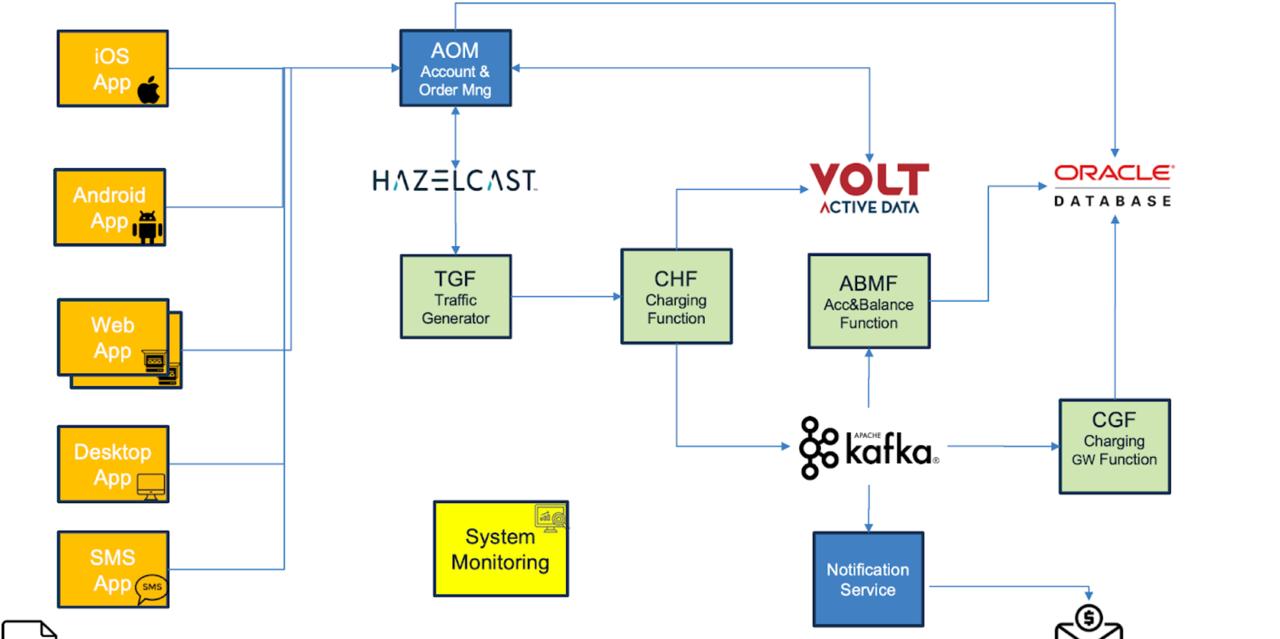 iOS
App
AOM
Account &
Order Mng
HAZELCAST
VOLT
ACTIVE DATA
ORACLE®
DATABASE
Android
App
TGF
Traffic
Generator
CHF
Charging
Function
ABMF
Acc&Balance
Function
Web
App
APACHE
kafka®
CGF
Charging
GW Function
Desktop
App
System
Monitoring
SMS
App
SMS
Notification
Service
$